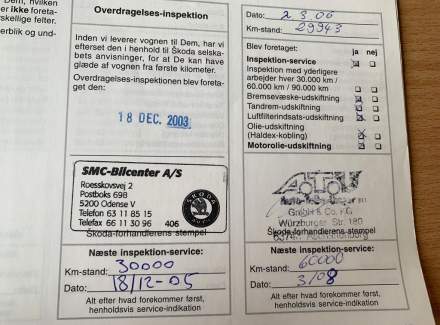 Dem, hvilken
er ikke foreta-
skellige felter.
erblik og und-
Overdragelses-inspektion
Inden vi leverer vognen til Dem, har vi
efterset den i henhold til Škoda selska-
bets anvisninger, for at De kan have
glæde af vognen fra første kilometer.
Overdragelses-inspektionen blev foreta-
get den:
18 DEC. 2003
SMC-Bilcenter A/S
Roesskovsvej 2
Postboks 698
5200 Odense V
Telefon 63 11 85 15
Telefax 66 11 30 96 406
SKODA
Škoda-forhandlerens stempel
Næste inspektion-service:
Km-stand: 30000
Dato: 18/12-05
Alt efter hvad forekommer først,
henholdsvis service-indikation
Dato: 2 3.06
Km-stand: 29943
Blev foretaget: ja nej
Inspektion-service
Inspektion med yderligere
arbejder hver 30.000 km /
60.000 km / 90.000 km
Bremsevæske-udskiftning
Tandrem-udskiftning
Luftfilterindsats-udskiftning
Olie-udskiftning
(Haldex-kobling)
Motorolie-udskiftning
ATV
GmbH & Co. KG
Würzburger Str. 180
Škoda-forhandlerens stempel
Næste inspektion-service:
Km-stand: 60000
Dato: 3/08
Alt efter hvad forekommer først,
henholdsvis service-indikation